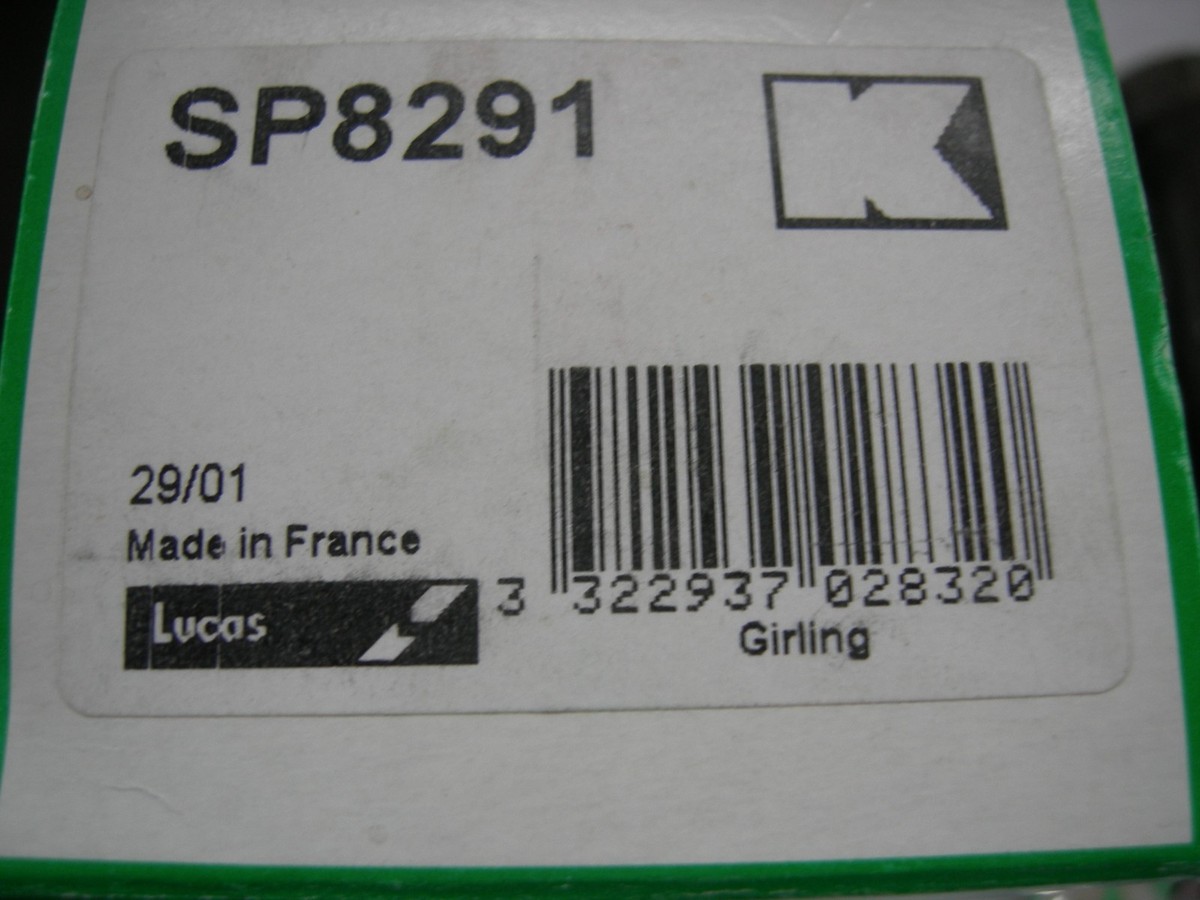 SP8291
K
29/01
Made in France
Lucas
3 322937 028320
Girling